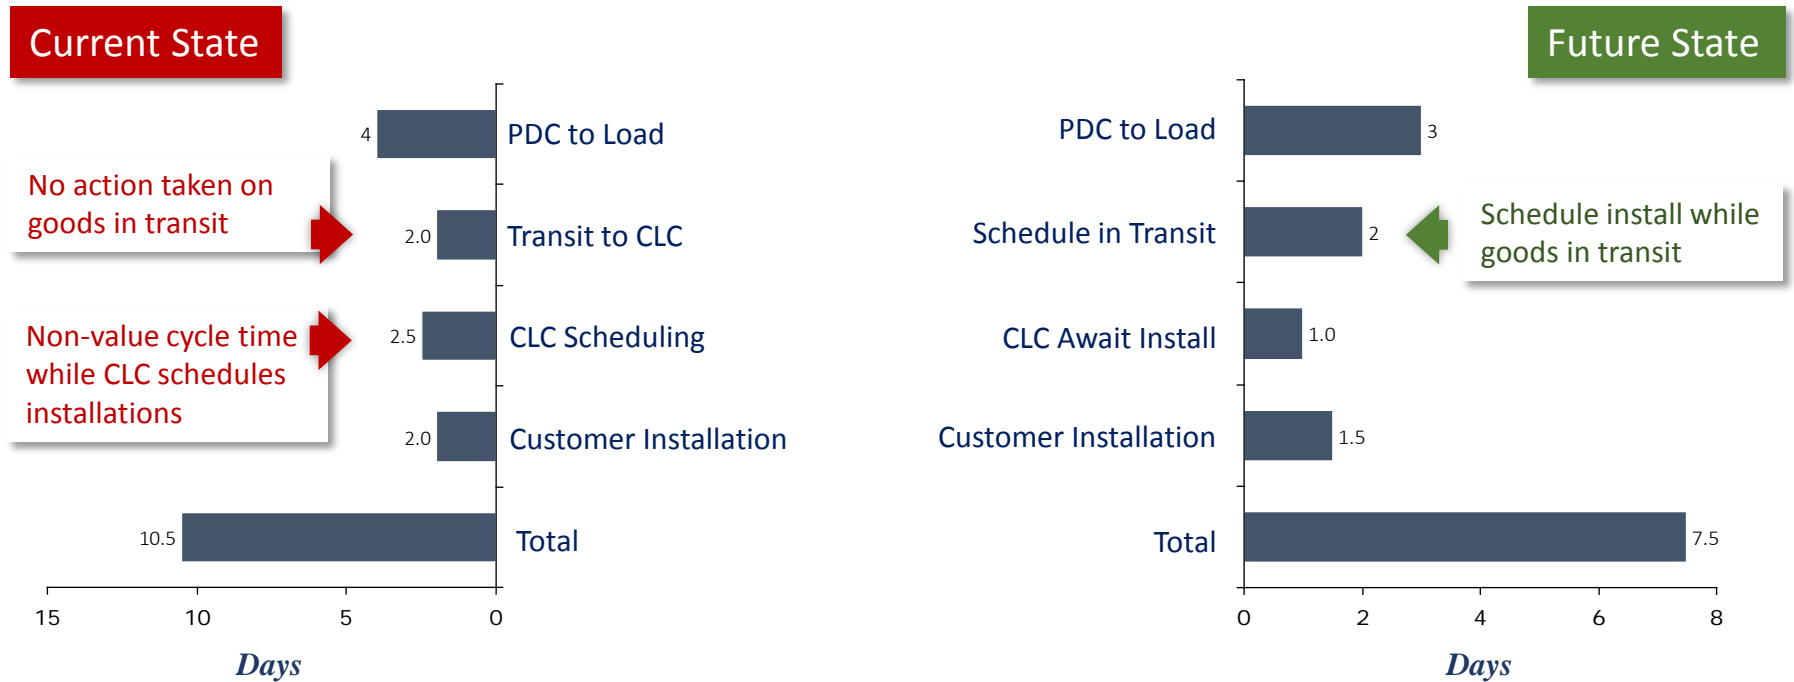 Current State
4
PDC to Load
No action taken on
goods in transit
2.0
Transit to CLC
Non-value cycle time
while CLC schedules
installations
2.5
CLC Scheduling
2.0
Customer Installation
10.5
Total
15
10
5
0
Days
Future State
PDC to Load
3
Schedule in Transit
2
Schedule install while
goods in transit
CLC Await Install
1.0
Customer Installation
1.5
Total
7.5
0
2
4
6
8
Days